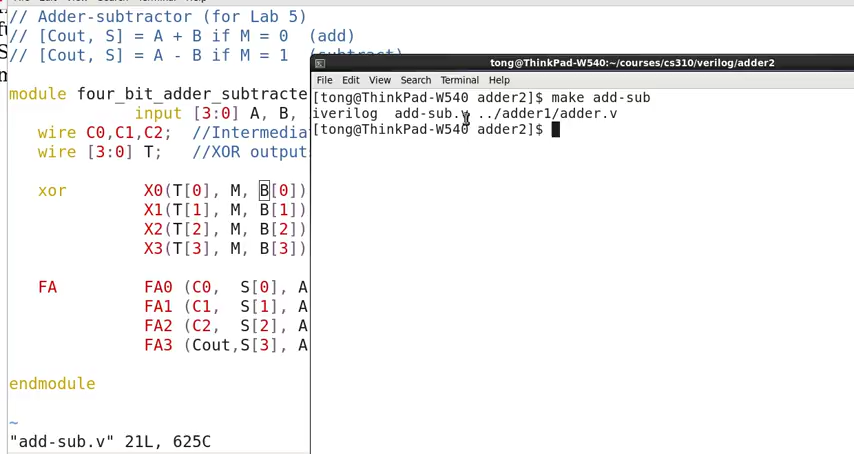 // Adder-subtractor (for Lab 5)
// [Cout, S] = A + B if M = 0  (add)
// [Cout, S] = A - B if M = 1  (subtract)
module four_bit_adder_subtracte
input [3:0] A, B,
wire C0,C1,C2;  //Intermedia
wire [3:0] T;   //XOR output
xor X0(T[0], M, B[0])
X1(T[1], M, B[1])
X2(T[2], M, B[2])
X3(T[3], M, B[3])
FA FA0 (C0,  S[0], A
FA1 (C1,  S[1], A
FA2 (C2,  S[2], A
FA3 (Cout,S[3], A
endmodule
~
"add-sub.v" 21L, 625C
tong@ThinkPad-W540:~/courses/cs310/verilog/adder2
File Edit View Search Terminal Help
[tong@ThinkPad-W540 adder2]$ make add-sub
iverilog  add-sub.v ../adder1/adder.v
[tong@ThinkPad-W540 adder2]$